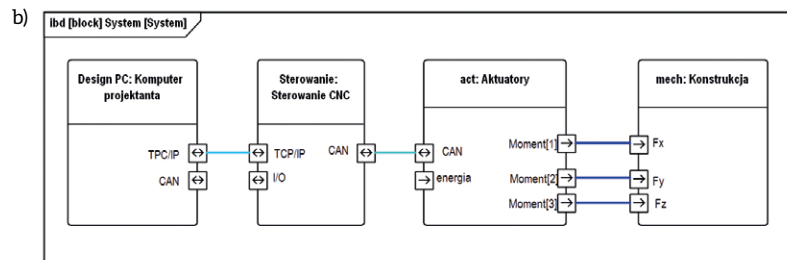 b)
ibd [block] System [System]
Design PC: Komputer
projektanta
Sterowanie:
Sterowanie CNC
act: Aktuatory
mech: Konstrukcja
TPC/IP
CAN
TCP/IP
I/O
CAN
CAN
energia
Moment[1]
Moment[2]
Moment[3]
Fx
Fy
Fz